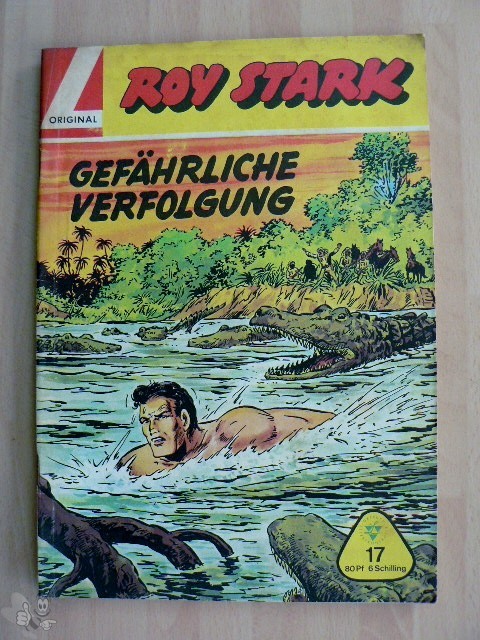 ORIGINAL
ROY STARK
GEFÄHRLICHE
VERFOLGUNG
17
80 Pf 6 Schilling